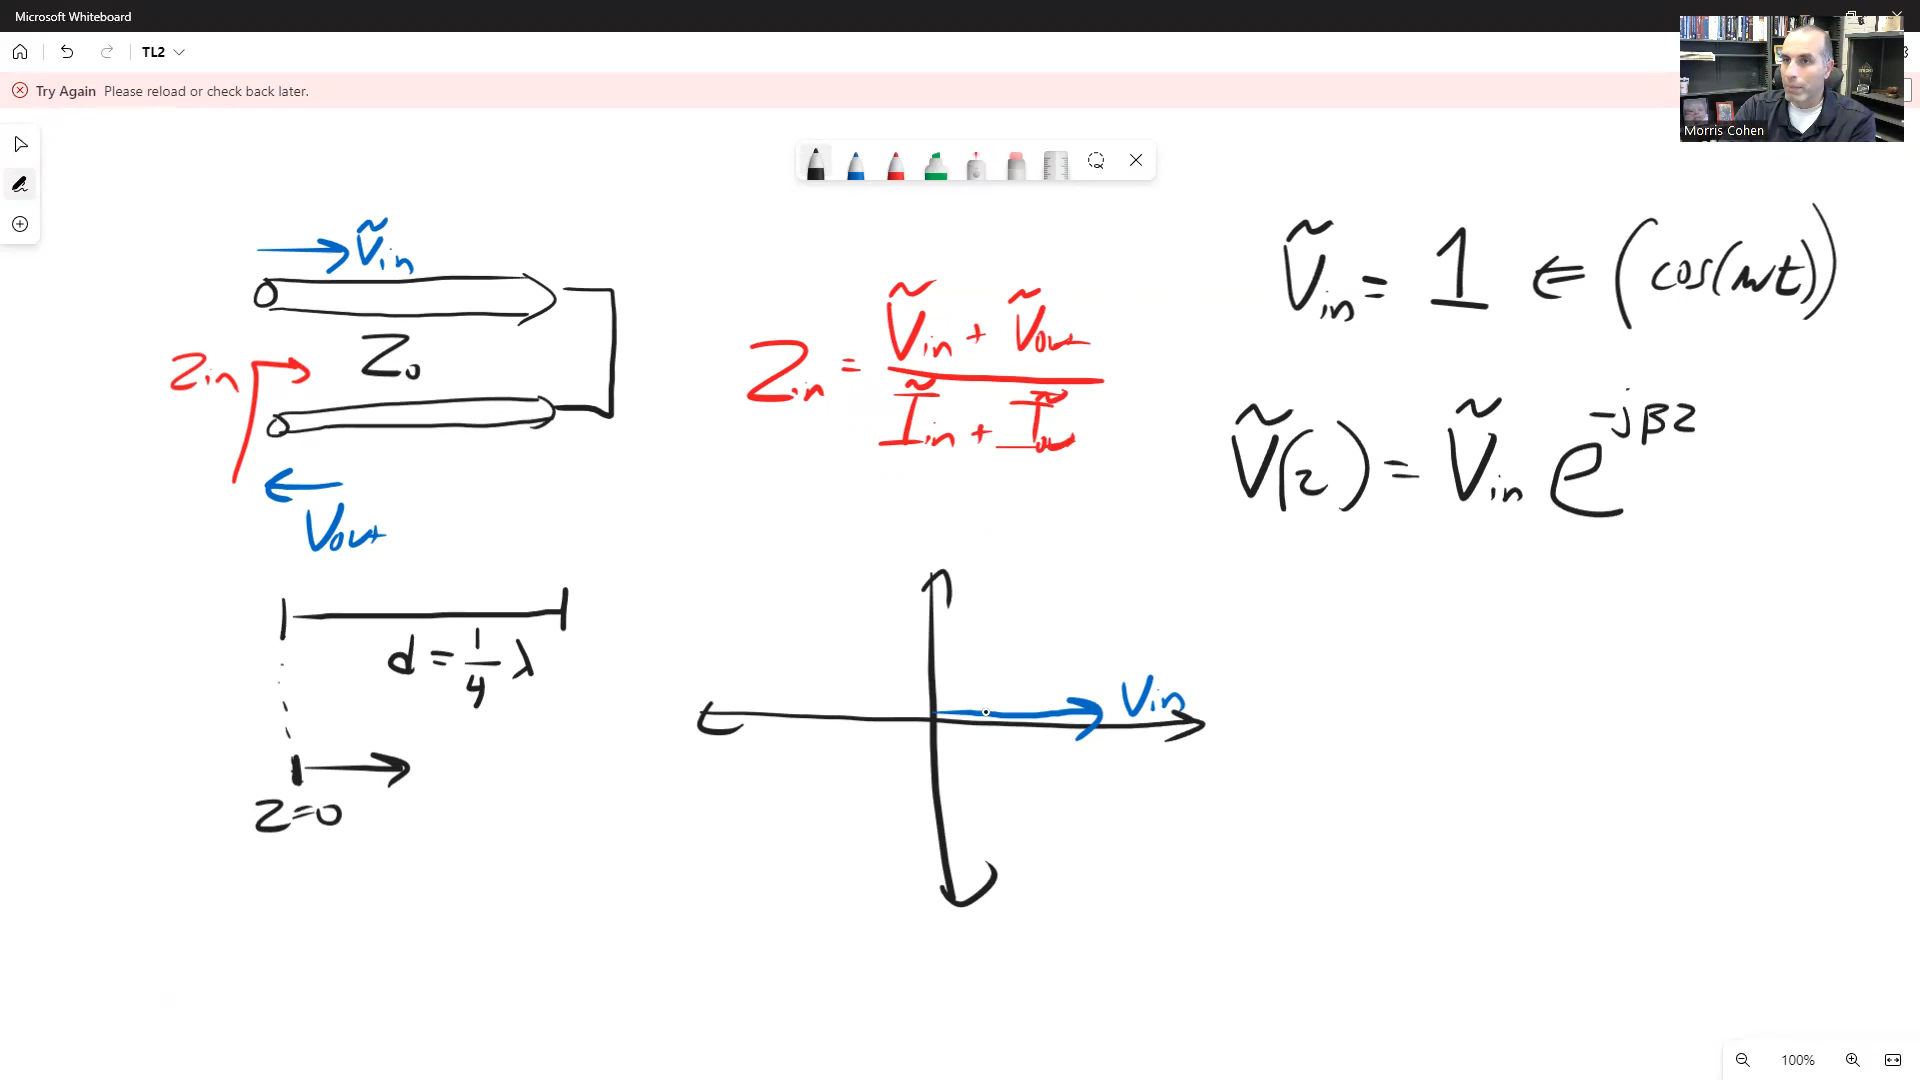 Microsoft Whiteboard
TL2
Try Again Please reload or check back later.
Morris Cohen
Ṽin
Z₀
Zin
Vout
d = 1/4 λ
Z=0
Zin = (Ṽin + Ṽout) / (Ĩin + Ĩout)
Vin
Ṽin = 1 ⇐ (cos(wt))
Ṽ(z) = Ṽin e^(-jβz)
100%